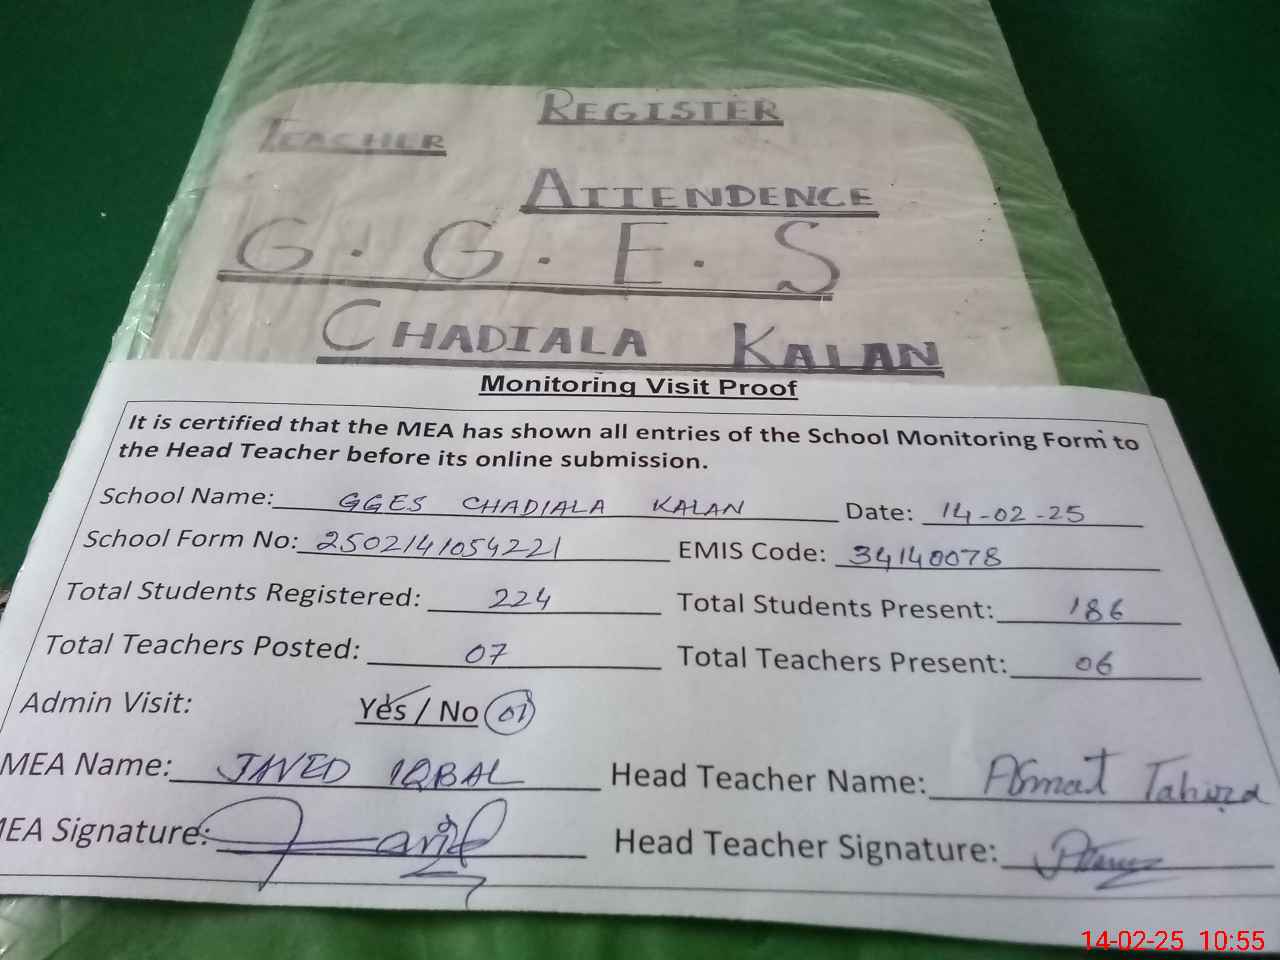 REGISTER
TEACHER
ATTENDENCE
G.G.E.S
CHADIALA KALAN
Monitoring Visit Proof
It is certified that the MEA has shown all entries of the School Monitoring Form to
the Head Teacher before its online submission.
School Name: GGES CHADIALA KALAN Date: 14-02-25
School Form No: 2502141054221 EMIS Code: 34140078
Total Students Registered: 224 Total Students Present: 186
Total Teachers Posted: 07 Total Teachers Present: 06
Admin Visit: Yes / No 01
MEA Name: JAVED IQBAL Head Teacher Name: Asmat Tahira
MEA Signature: Head Teacher Signature:
14-02-25 10:55